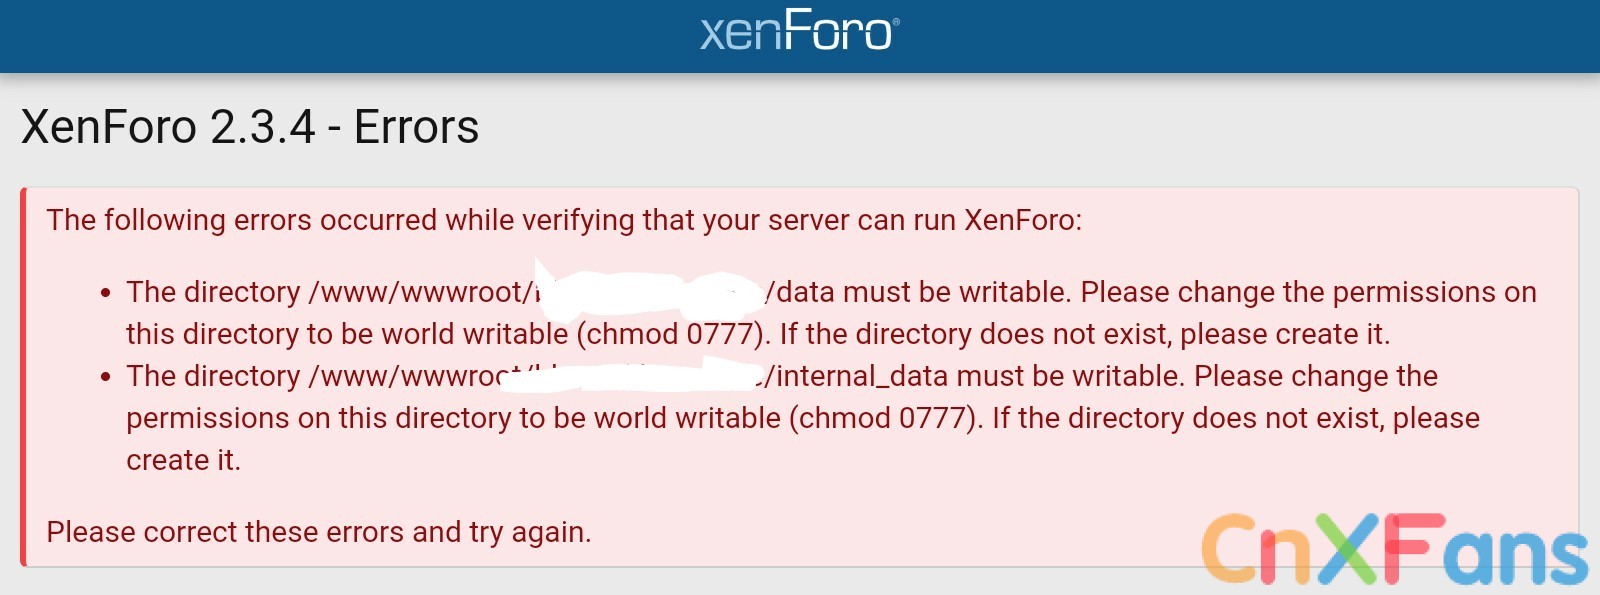 xenForo®
XenForo 2.3.4 - Errors
The following errors occurred while verifying that your server can run XenForo:
• The directory /www/wwwroot/ /data must be writable. Please change the permissions on
this directory to be world writable (chmod 0777). If the directory does not exist, please create it.
• The directory /www/wwwroot/ /internal_data must be writable. Please change the
permissions on this directory to be world writable (chmod 0777). If the directory does not exist, please
create it.
Please correct these errors and try again.
CnXFans